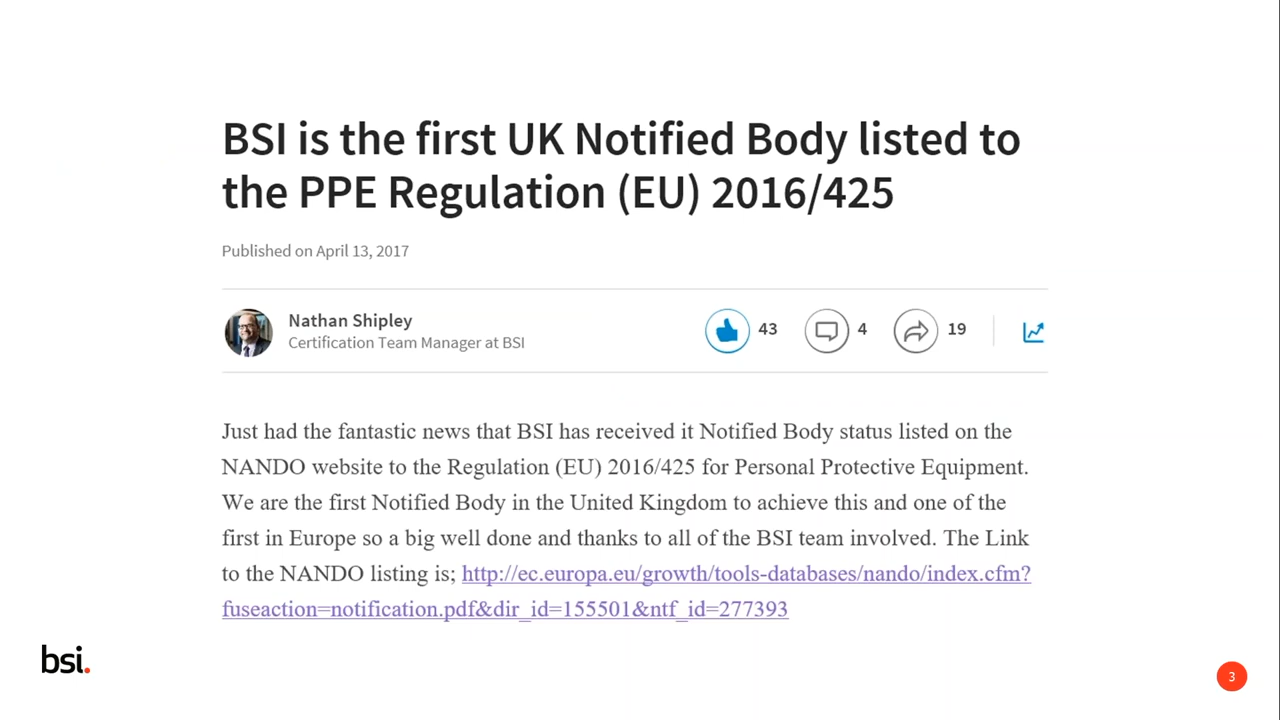 BSI is the first UK Notified Body listed to
the PPE Regulation (EU) 2016/425
Published on April 13, 2017
Nathan Shipley
Certification Team Manager at BSI
43
4
19
Just had the fantastic news that BSI has received it Notified Body status listed on the
NANDO website to the Regulation (EU) 2016/425 for Personal Protective Equipment.
We are the first Notified Body in the United Kingdom to achieve this and one of the
first in Europe so a big well done and thanks to all of the BSI team involved. The Link
to the NANDO listing is; http://ec.europa.eu/growth/tools-databases/nando/index.cfm?
fuseaction=notification.pdf&dir_id=155501&ntf_id=277393
bsi.
3